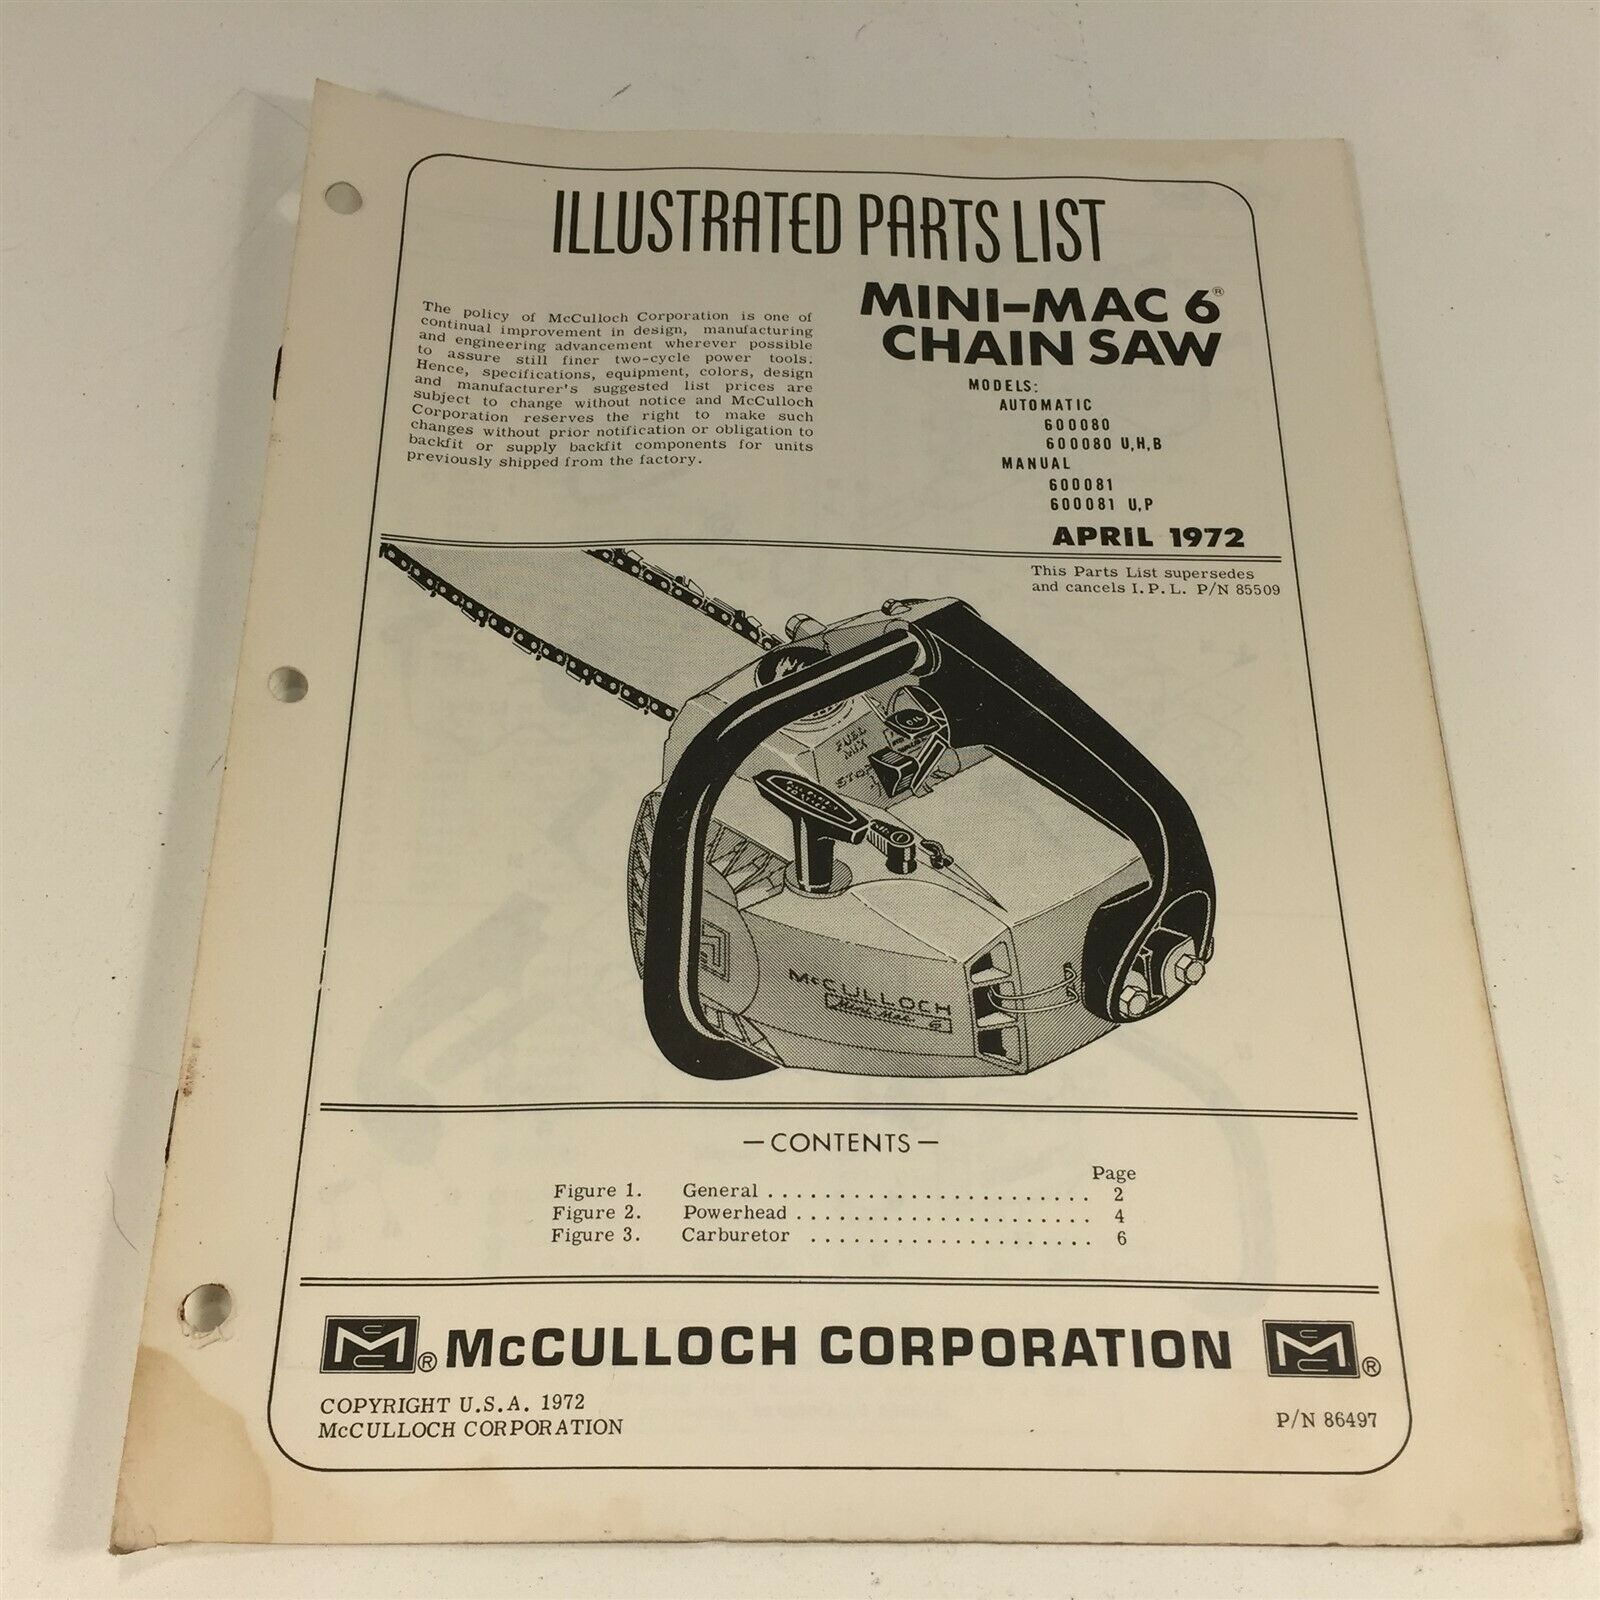 ILLUSTRATED PARTS LIST
The policy of McCulloch Corporation is one of
continual improvement in design, manufacturing
and engineering advancement wherever possible
to assure still finer two-cycle power tools.
Hence, specifications, equipment, colors, design
and manufacturer's suggested list prices are
subject to change without notice and McCulloch
Corporation reserves the right to make such
changes without prior notification or obligation to
backfit or supply backfit components for units
previously shipped from the factory.
MINI-MAC 6®
CHAIN SAW
MODELS:
AUTOMATIC
600080
600080 U,H,B
MANUAL
600081
600081 U,P
APRIL 1972
This Parts List supersedes
and cancels I.P.L. P/N 85509
OIL
FUEL
MIX
STOP
McCULLOCH
Mini Mac 6
— CONTENTS —
Page
Figure 1. General . . . . . . . . . . . . . . . . . . . . . . . 2
Figure 2. Powerhead . . . . . . . . . . . . . . . . . . . . . 4
Figure 3. Carburetor . . . . . . . . . . . . . . . . . . . . 6
® McCULLOCH CORPORATION ®
COPYRIGHT U.S.A. 1972
McCULLOCH CORPORATION
P/N 86497